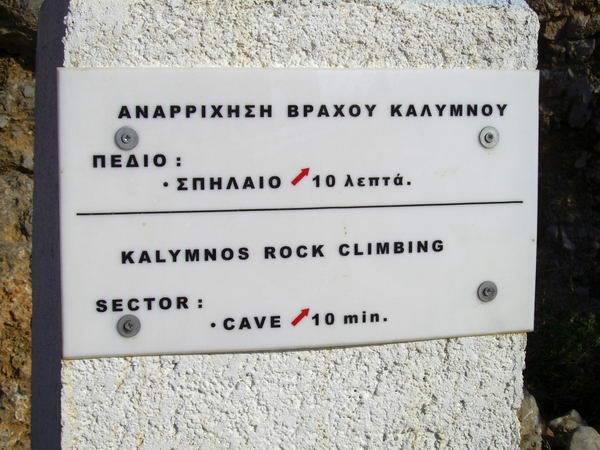 ΑΝΑΡΡΙΧΗΣΗ ΒΡΑΧΟΥ ΚΑΛΥΜΝΟΥ
ΠΕΔΙΟ :
• ΣΠΗΛΑΙΟ ↗ 10 λεπτά.
KALYMNOS ROCK CLIMBING
SECTOR :
• CAVE ↗ 10 min.